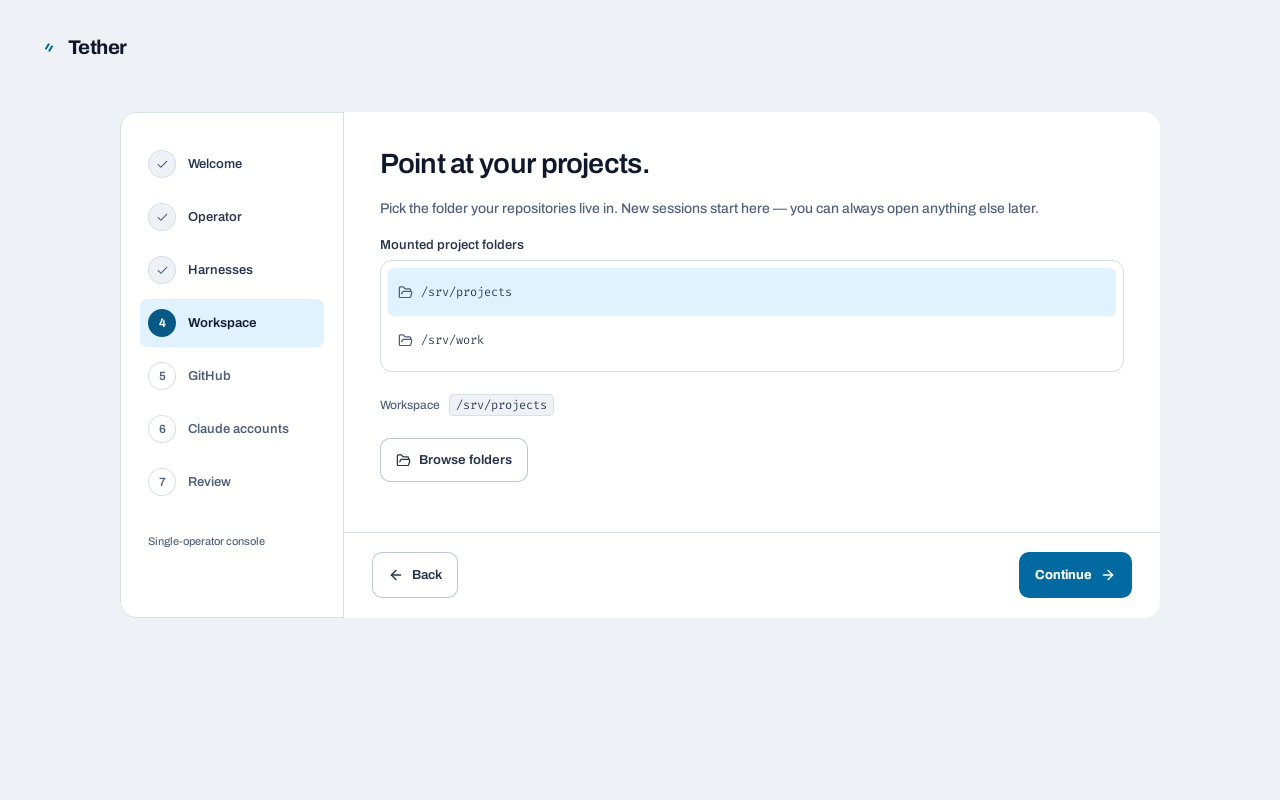 Tether
Welcome
Operator
Harnesses
4 Workspace
5 GitHub
6 Claude accounts
7 Review
Single-operator console
Point at your projects.
Pick the folder your repositories live in. New sessions start here — you can always open anything else later.
Mounted project folders
/srv/projects
/srv/work
Workspace /srv/projects
Browse folders
Back
Continue